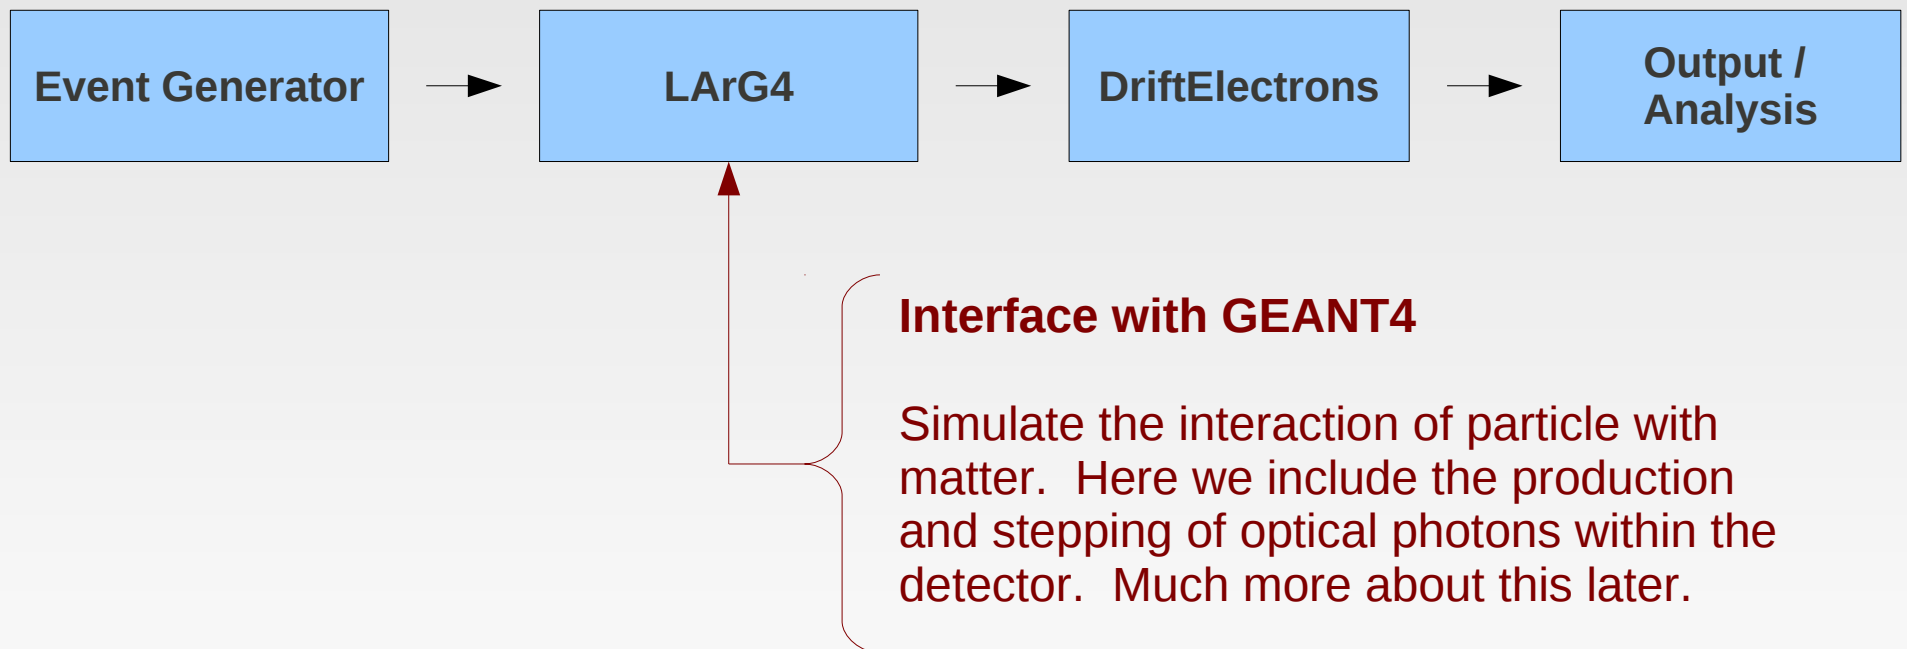 Event Generator
LArG4
DriftElectrons
Output /
Analysis
Interface with GEANT4
Simulate the interaction of particle with
matter.  Here we include the production
and stepping of optical photons within the
detector.  Much more about this later.